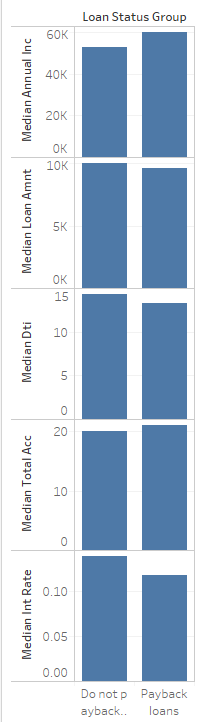 Loan Status Group
Median Annual Inc
60K
40K
20K
0K
Median Loan Amnt
10K
5K
0K
Median Dti
15
10
5
0
Median Total Acc
20
10
0
Median Int Rate
0.10
0.05
0.00
Do not p
ayback..
Payback
loans